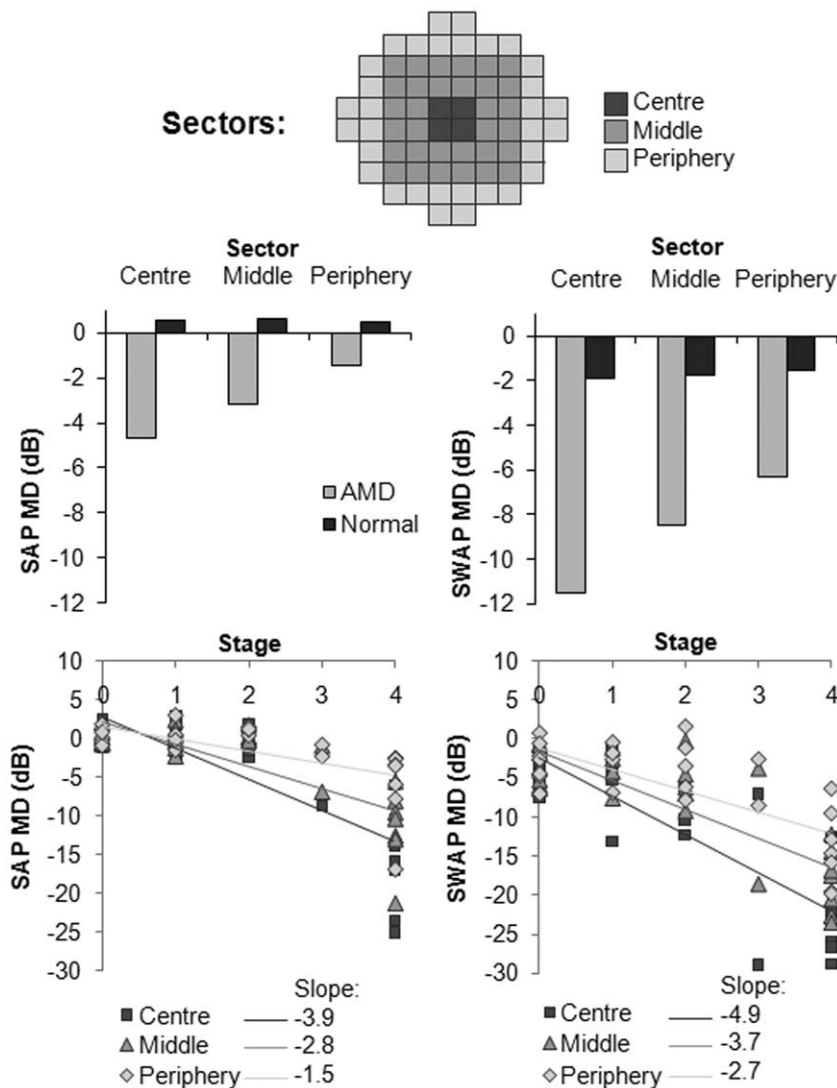 Sectors:
Centre
Middle
Periphery
Sector
Centre Middle Periphery
0
-2
-4
-6
-8
-10
-12
SAP MD (dB)
AMD
Normal
Sector
Centre Middle Periphery
0
-2
-4
-6
-8
-10
-12
SWAP MD (dB)
Stage
0 1 2 3 4
10
5
0
-5
-10
-15
-20
-25
-30
SAP MD (dB)
Slope:
Centre -3.9
Middle -2.8
Periphery -1.5
Stage
0 1 2 3 4
10
5
0
-5
-10
-15
-20
-25
-30
SWAP MD (dB)
Slope:
Centre -4.9
Middle -3.7
Periphery -2.7